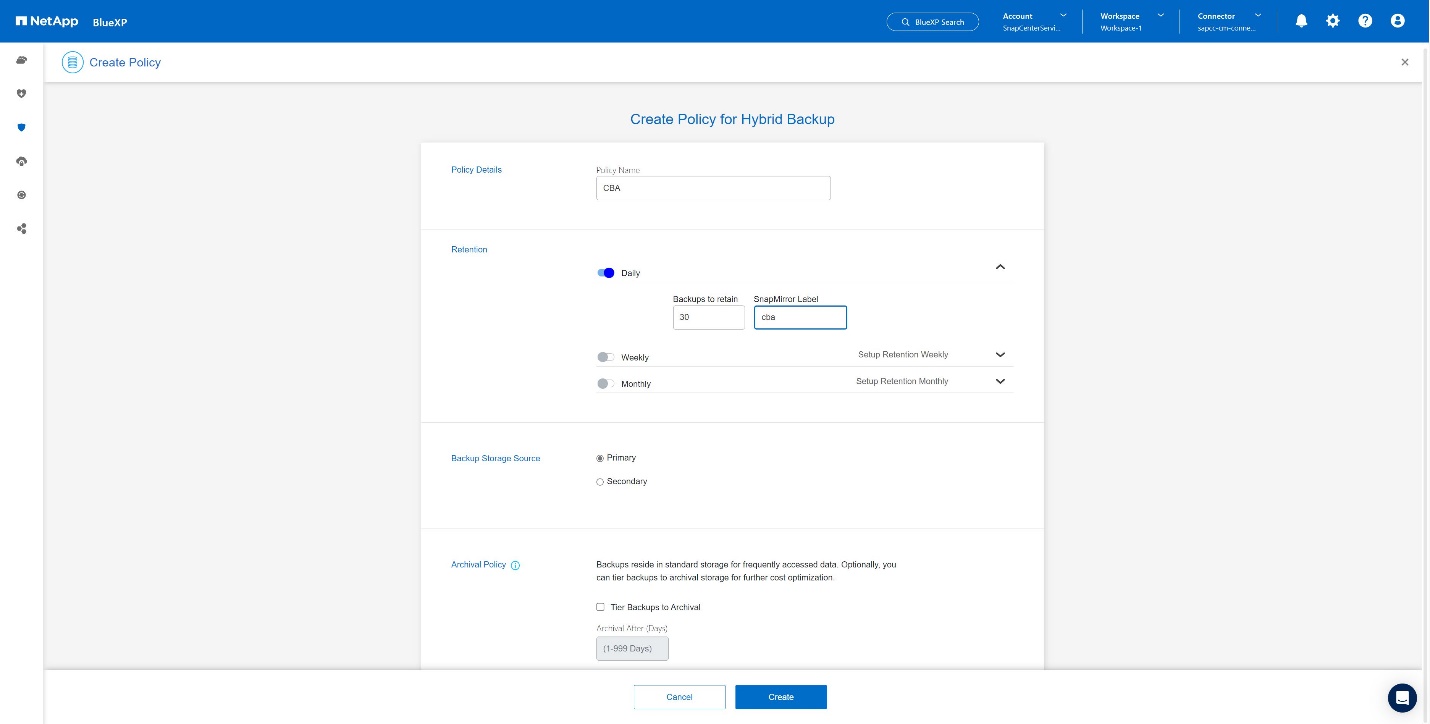 NetApp BlueXP
BlueXP Search
Account
SnapCenterServi...
Workspace
Workspace-1
Connector
sapcc-cm-conne...
Create Policy
Create Policy for Hybrid Backup
Policy Details
Policy Name
CBA
Retention
Daily
Backups to retain SnapMirror Label
30 cba
Weekly Setup Retention Weekly
Monthly Setup Retention Monthly
Backup Storage Source
Primary
Secondary
Archival Policy
Backups reside in standard storage for frequently accessed data. Optionally, you
can tier backups to archival storage for further cost optimization.
Tier Backups to Archival
Archival After (Days)
(1-999 Days)
Cancel Create